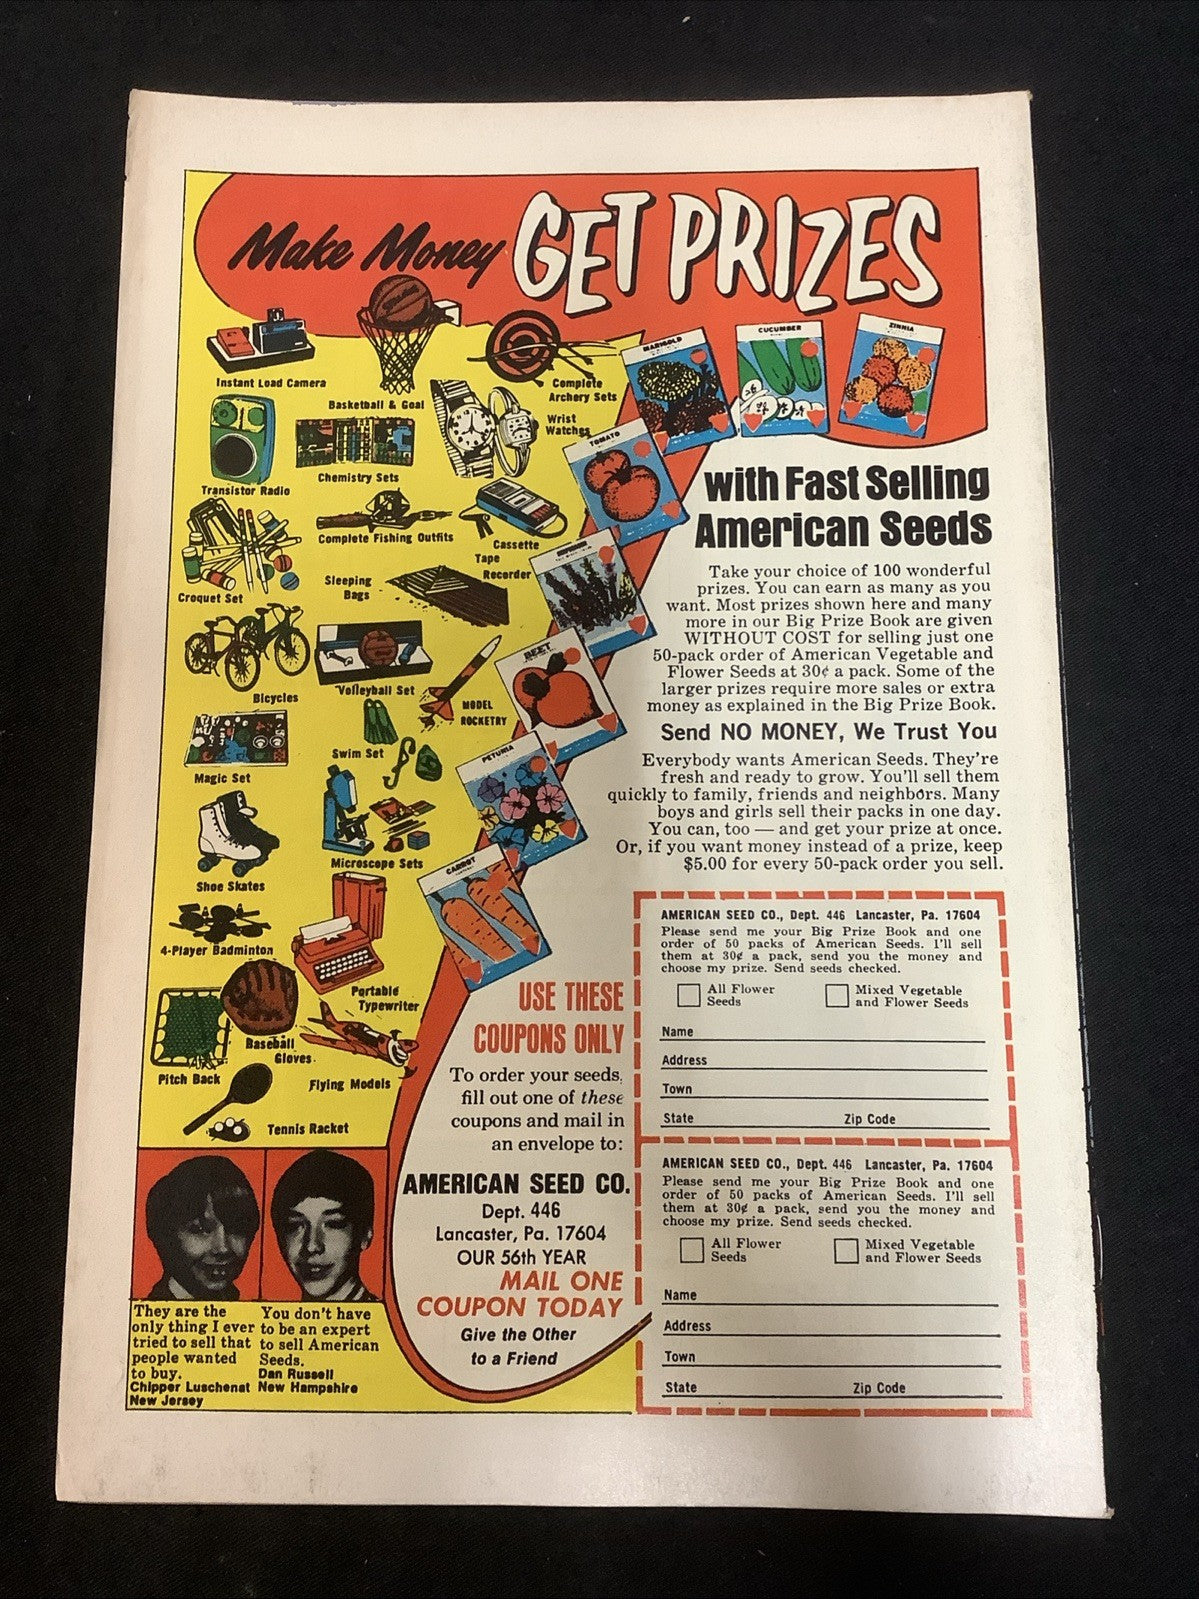 Make Money GET PRIZES
Instant Load Camera
Basketball & Goal
Complete
Archery Sets
Wrist
Watches
Transistor Radio
Chemistry Sets
Complete Fishing Outfits
Cassette
Tape
Recorder
Croquet Set
Sleeping
Bags
Bicycles
Volleyball Set
MODEL
ROCKETRY
Swim Set
Magic Set
Microscope Sets
Shoe Skates
4-Player Badminton
Portable
Typewriter
Baseball
Gloves
Pitch Back
Flying Models
Tennis Racket
MARIGOLD
CUCUMBER
ZINNIA
TOMATO
BEET
PETUNIA
CARROT
with Fast Selling
American Seeds
Take your choice of 100 wonderful
prizes. You can earn as many as you
want. Most prizes shown here and many
more in our Big Prize Book are given
WITHOUT COST for selling just one
50-pack order of American Vegetable and
Flower Seeds at 30¢ a pack. Some of the
larger prizes require more sales or extra
money as explained in the Big Prize Book.
Send NO MONEY, We Trust You
Everybody wants American Seeds. They're
fresh and ready to grow. You'll sell them
quickly to family, friends and neighbors. Many
boys and girls sell their packs in one day.
You can, too — and get your prize at once.
Or, if you want money instead of a prize, keep
$5.00 for every 50-pack order you sell.
USE THESE
COUPONS ONLY
To order your seeds,
fill out one of these
coupons and mail in
an envelope to:
AMERICAN SEED CO.
Dept. 446
Lancaster, Pa. 17604
OUR 56th YEAR
MAIL ONE
COUPON TODAY
Give the Other
to a Friend
They are the
only thing I ever
tried to sell that
people wanted
to buy.
Chipper Luschenat
New Jersey
You don't have
to be an expert
to sell American
Seeds.
Dan Russell
New Hampshire
AMERICAN SEED CO., Dept. 446 Lancaster, Pa. 17604
Please send me your Big Prize Book and one
order of 50 packs of American Seeds. I'll sell
them at 30¢ a pack, send you the money and
choose my prize. Send seeds checked.
All Flower
Seeds
Mixed Vegetable
and Flower Seeds
Name
Address
Town
State Zip Code
AMERICAN SEED CO., Dept. 446 Lancaster, Pa. 17604
Please send me your Big Prize Book and one
order of 50 packs of American Seeds. I'll sell
them at 30¢ a pack, send you the money and
choose my prize. Send seeds checked.
All Flower
Seeds
Mixed Vegetable
and Flower Seeds
Name
Address
Town
State Zip Code